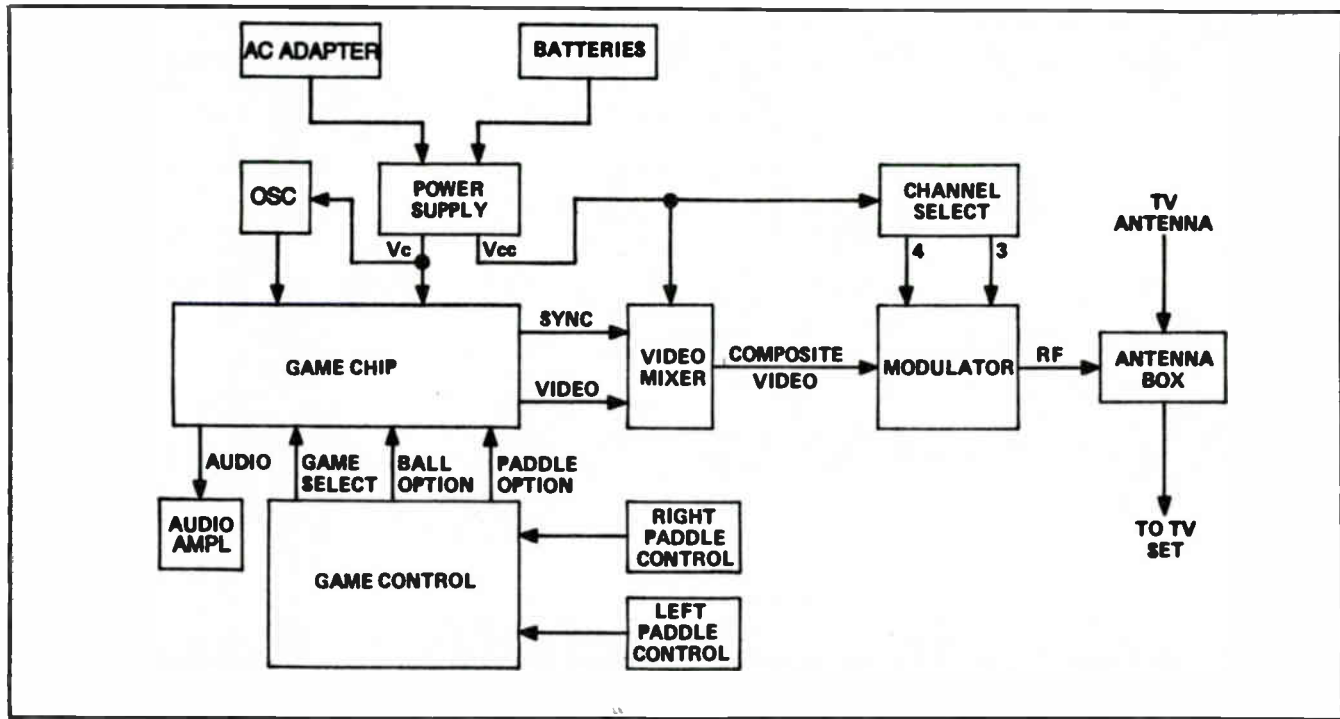 AC ADAPTER
BATTERIES
OSC
POWER
SUPPLY
CHANNEL
SELECT
TV
ANTENNA
Vc
Vcc
4
3
GAME CHIP
SYNC
VIDEO
VIDEO
MIXER
COMPOSITE
VIDEO
MODULATOR
RF
ANTENNA
BOX
AUDIO
GAME
SELECT
BALL
OPTION
PADDLE
OPTION
AUDIO
AMPL
GAME CONTROL
RIGHT
PADDLE
CONTROL
LEFT
PADDLE
CONTROL
TO TV
SET